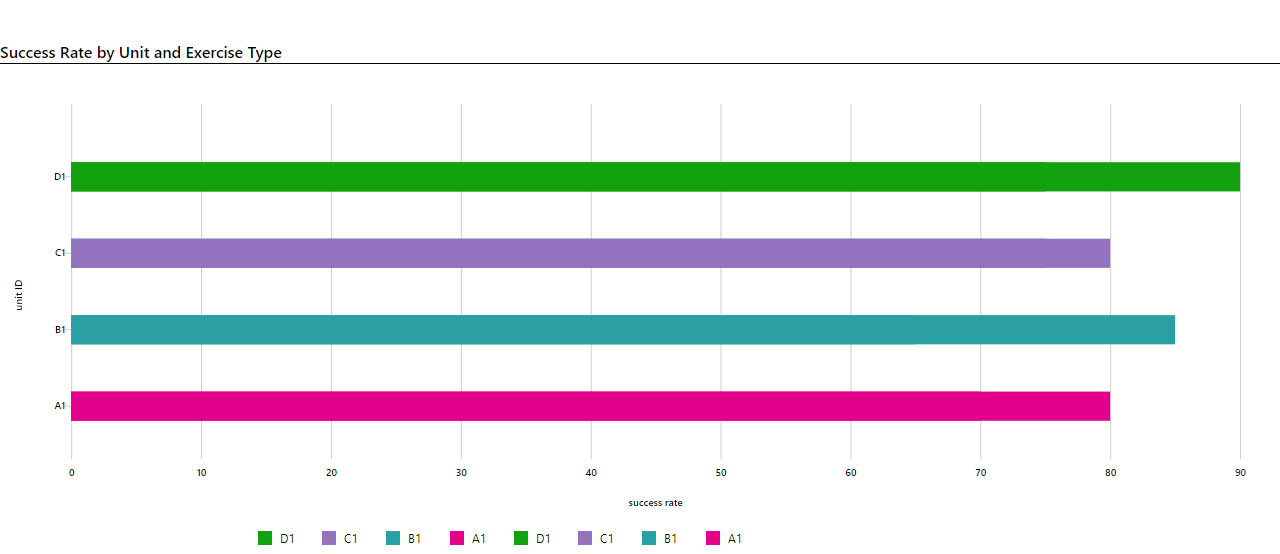 Success Rate by Unit and Exercise Type
D1
C1
unit ID
B1
A1
0 10 20 30 40 50 60 70 80 90
success rate
D1 C1 B1 A1 D1 C1 B1 A1